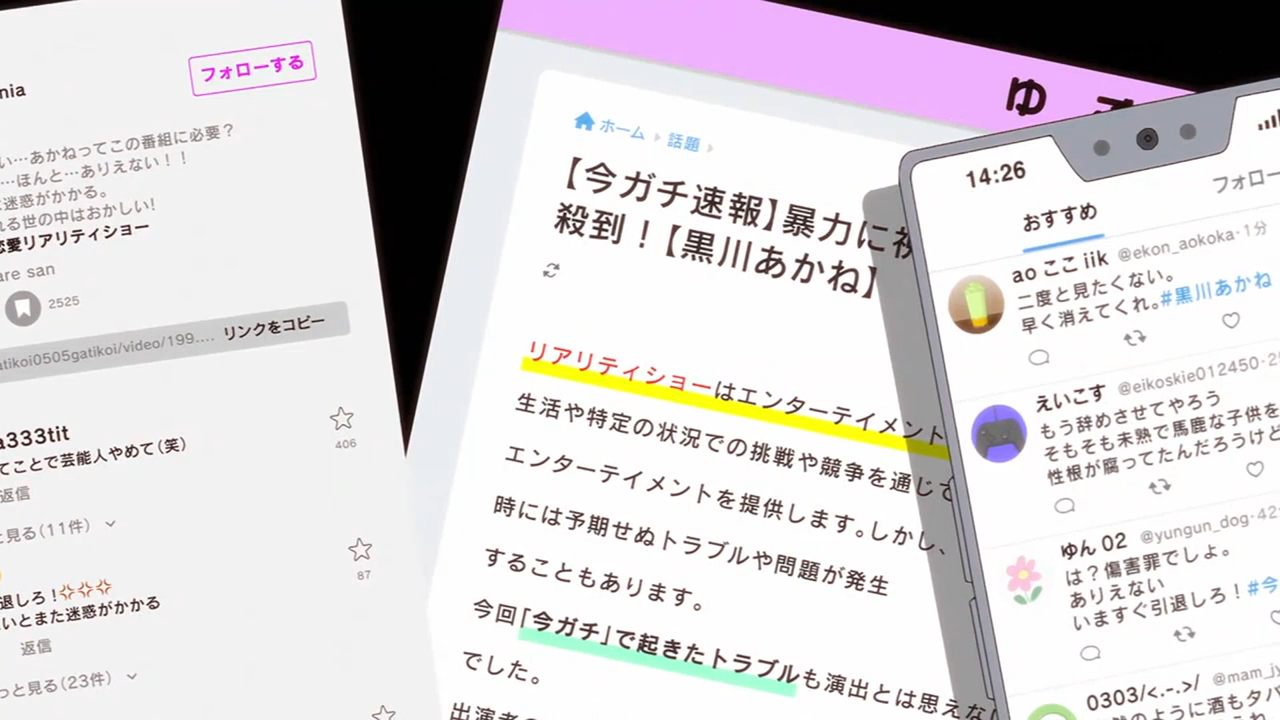 nia
フォローする
い…あかねってこの番組に必要?
…ほんと…ありえない!!
迷惑がかかる。
れる世の中はおかしい!
恋愛リアリティショー
are san
2525
atikoi0505gatikoi/video/199.... リンクをコピー
a333tit
てことで芸能人やめて(笑)
406
返信
と見る(11件)
87
退しろ!💢💢💢
いとまた迷惑がかかる
返信
っと見る(23件)
ゆ
ホーム 話題
【今ガチ速報】暴力に
殺到!【黒川あかね】
リアリティショーはエンターテイメント
生活や特定の状況での挑戦や競争を通じて
エンターテイメントを提供します。しかし、
時には予期せぬトラブルや問題が発生
することもあります。
今回「今ガチ」で起きたトラブルも演出とは思えな
でした。
出演者の
14:26
おすすめ
フォロー
ao ここ iik @ekon_aokoka·1分
二度と見たくない。
早く消えてくれ。#黒川あかね
えいこす @eikoskie012450·2
もう辞めさせてやろう
そもそも未熟で馬鹿な子供を
性根が腐ってたんだろうけど
ゆん 02 @yungun_dog·42
は?傷害罪でしょ。
ありえない
いますぐ引退しろ!#今
0303/<.-.>/ @mam_jy
のように酒もタバ